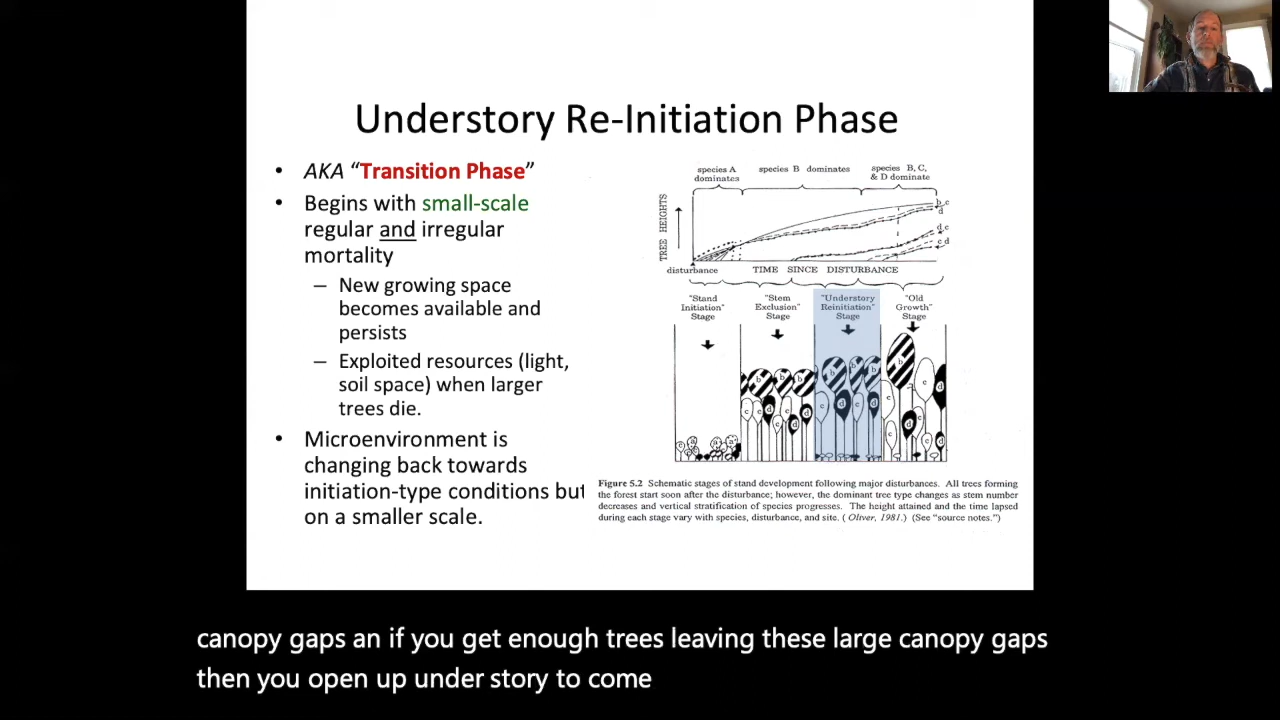 Understory Re-Initiation Phase
• AKA “Transition Phase”
• Begins with small-scale
regular and irregular
mortality
– New growing space
becomes available and
persists
– Exploited resources (light,
soil space) when larger
trees die.
• Microenvironment is
changing back towards
initiation-type conditions but
on a smaller scale.
species A
dominates
species B dominates
species B, C,
& D dominate
TREE HEIGHTS
b,c
d
d,c
c d
disturbance
TIME SINCE DISTURBANCE
"Stand
Initiation"
Stage
"Stem
Exclusion"
Stage
"Understory
Reinitiation"
Stage
"Old
Growth"
Stage
Figure 5.2 Schematic stages of stand development following major disturbances. All trees forming
the forest start soon after the disturbance; however, the dominant tree type changes as stem number
decreases and vertical stratification of species progresses. The height attained and the time lapsed
during each stage vary with species, disturbance, and site. ( Oliver, 1981.) (See "source notes.")
canopy gaps an if you get enough trees leaving these large canopy gaps
then you open up under story to come